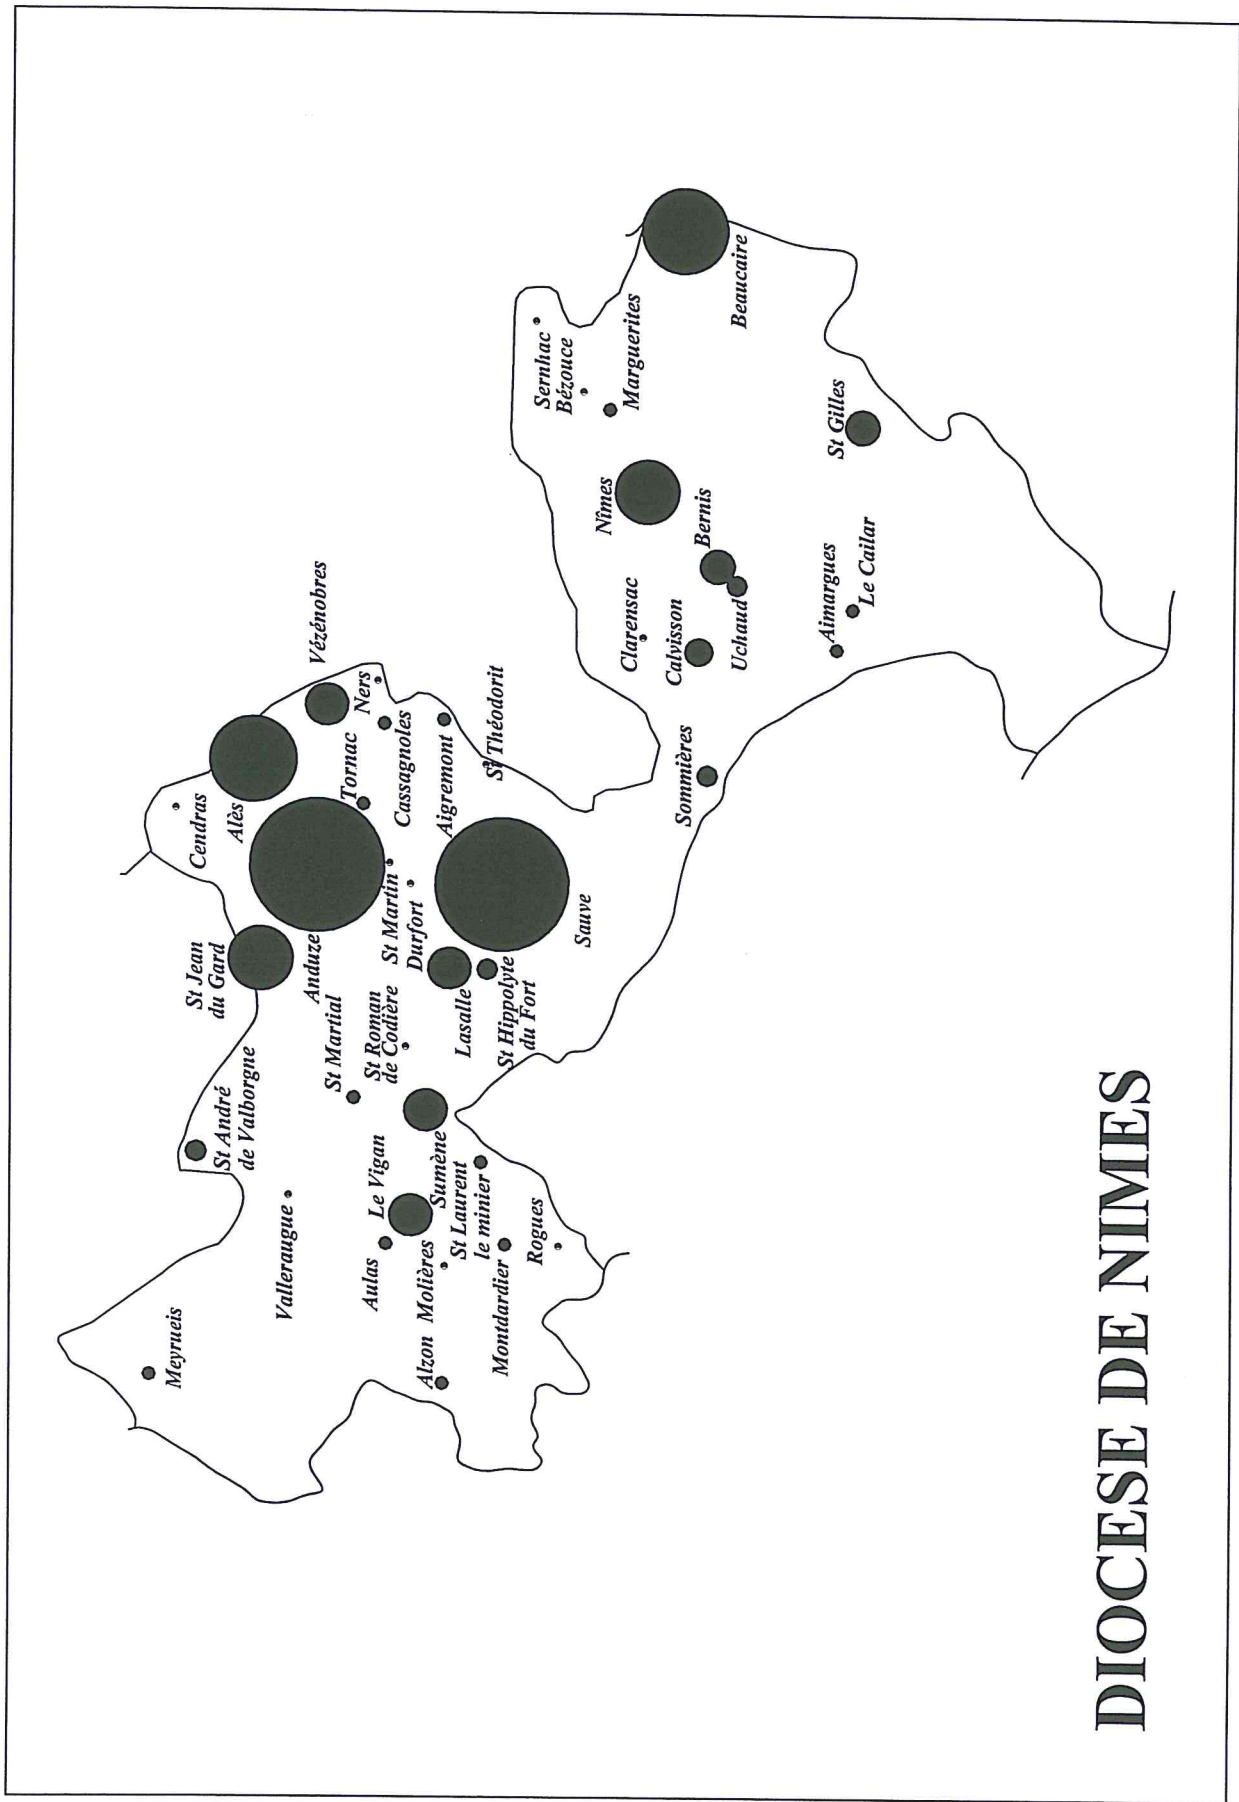 Meyrueis
St André
de Valborgne
St Jean
du Gard
Cendras
Alès
Vézénobres
Valleraugue
St Martial
Anduze
Tornac
Ners
Aulas
Le Vigan
St Roman
de Codière
St Martin
Durfort
Cassagnoles
Alzon
Molières
Sumène
Lasalle
Aigremont
St Laurent
le minier
St Hippolyte
du Fort
St Théodorit
Montdardier
Rogues
Sauve
Sernhac
Bézouce
Marguerites
Nîmes
Clarensac
Calvisson
Bernis
Uchaud
Sommières
Beaucaire
St Gilles
Aimargues
Le Cailar
DIOCESE DE NIMES